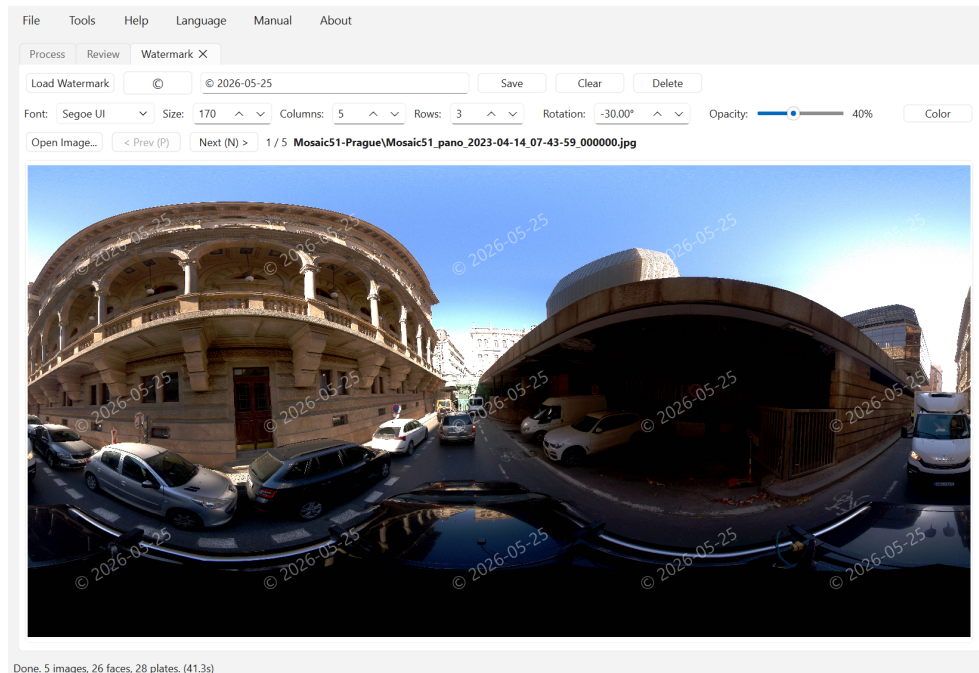 File Tools Help Language Manual About
Process Review Watermark
Load Watermark © © 2026-05-25 Save Clear Delete
Font: Segoe UI Size: 170 Columns: 5 Rows: 3 Rotation: -30.00° Opacity: 40% Color
Open Image... < Prev (P) Next (N) > 1 / 5 Mosaic51-Prague\Mosaic51_pano_2023-04-14_07-43-59_000000.jpg
© 2026-05-25 © 2026-05-25 © 2026-05-25 © 2026-05-25 © 2026-05-25
© 2026-05-25 © 2026-05-25 © 2026-05-25 © 2026-05-25 © 2026-05-25
© 2026-05-25 © 2026-05-25 © 2026-05-25 © 2026-05-25 © 2026-05-25
Done. 5 images, 26 faces, 28 plates. (41.3s)